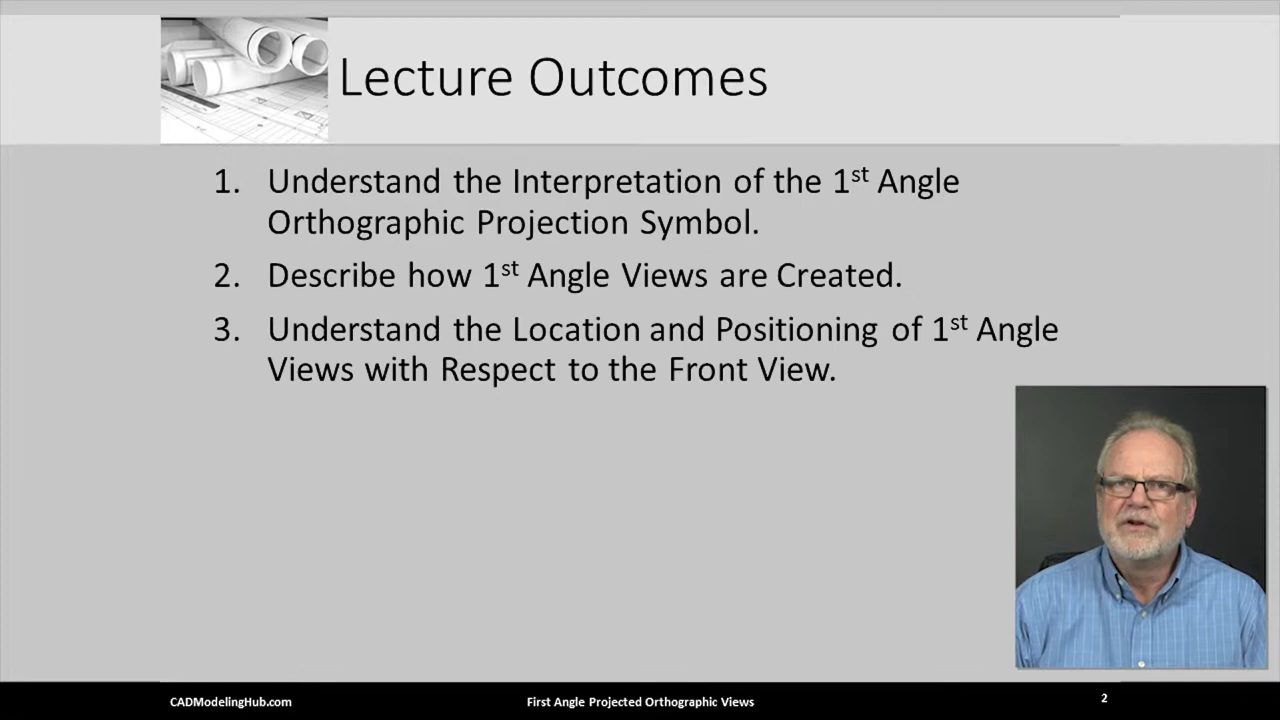 Lecture Outcomes
1. Understand the Interpretation of the 1st Angle
Orthographic Projection Symbol.
2. Describe how 1st Angle Views are Created.
3. Understand the Location and Positioning of 1st Angle
Views with Respect to the Front View.
CADModelingHub.com
First Angle Projected Orthographic Views
2